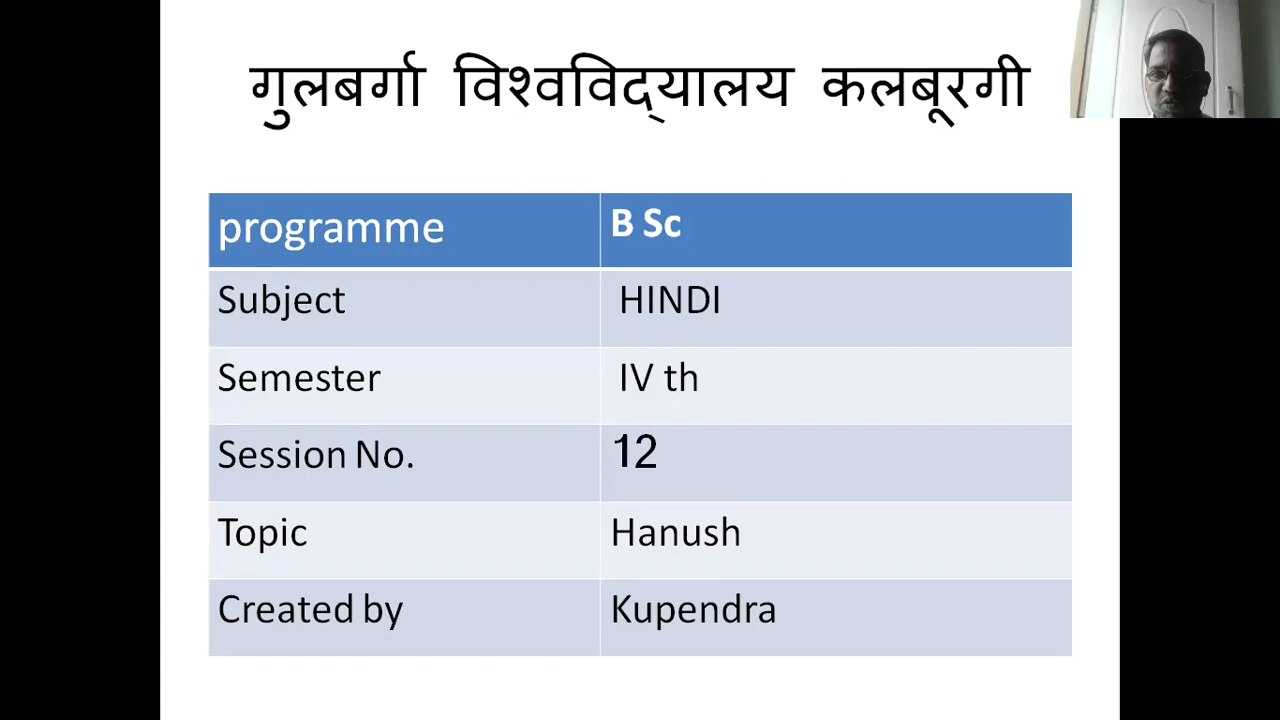 गुलबर्गा विश्वविद्‌यालय कलबूरगी
programme B Sc
Subject HINDI
Semester IV th
Session No. 12
Topic Hanush
Created by Kupendra